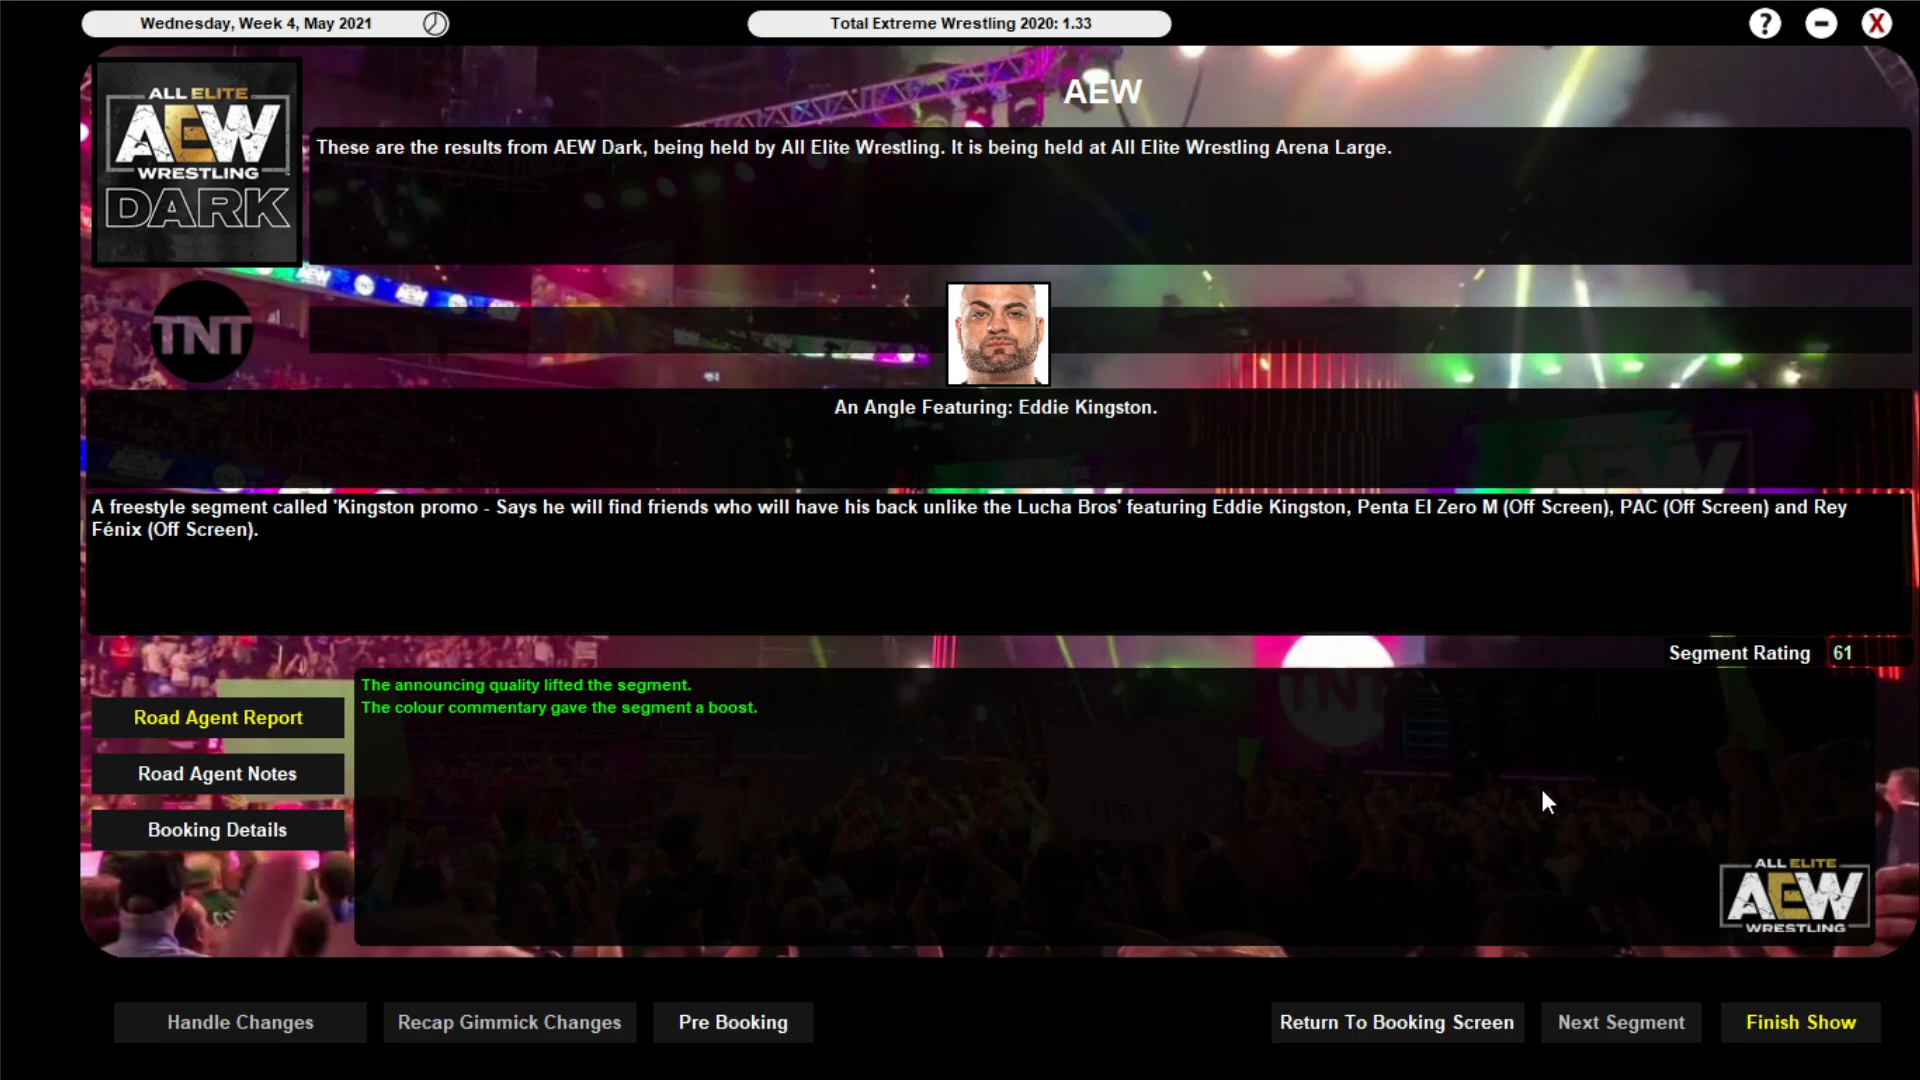 Wednesday, Week 4, May 2021
Total Extreme Wrestling 2020: 1.33
?
X
ALL ELITE
AEW
WRESTLING
DARK
AEW
These are the results from AEW Dark, being held by All Elite Wrestling. It is being held at All Elite Wrestling Arena Large.
TNT
An Angle Featuring: Eddie Kingston.
A freestyle segment called 'Kingston promo - Says he will find friends who will have his back unlike the Lucha Bros' featuring Eddie Kingston, Penta El Zero M (Off Screen), PAC (Off Screen) and Rey
Fénix (Off Screen).
Segment Rating 61
Road Agent Report
Road Agent Notes
Booking Details
The announcing quality lifted the segment.
The colour commentary gave the segment a boost.
TNT
ALL ELITE
AEW
WRESTLING
Handle Changes
Recap Gimmick Changes
Pre Booking
Return To Booking Screen
Next Segment
Finish Show